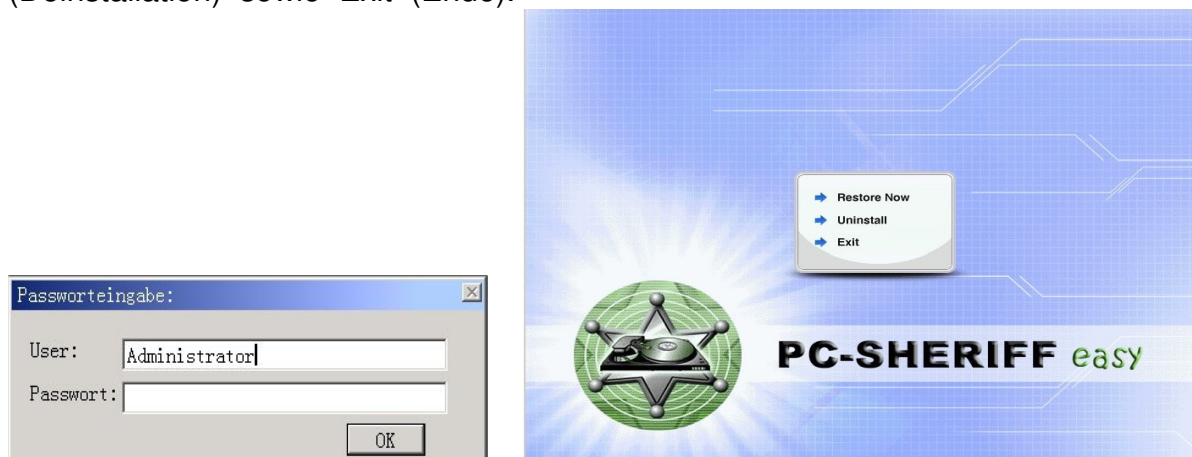 (Deinstallation) sowie "Exit" (Ende).
Passworteingabe:
User: Administrator
Passwort:
OK
Restore Now
Uninstall
Exit
PC-SHERIFF easy